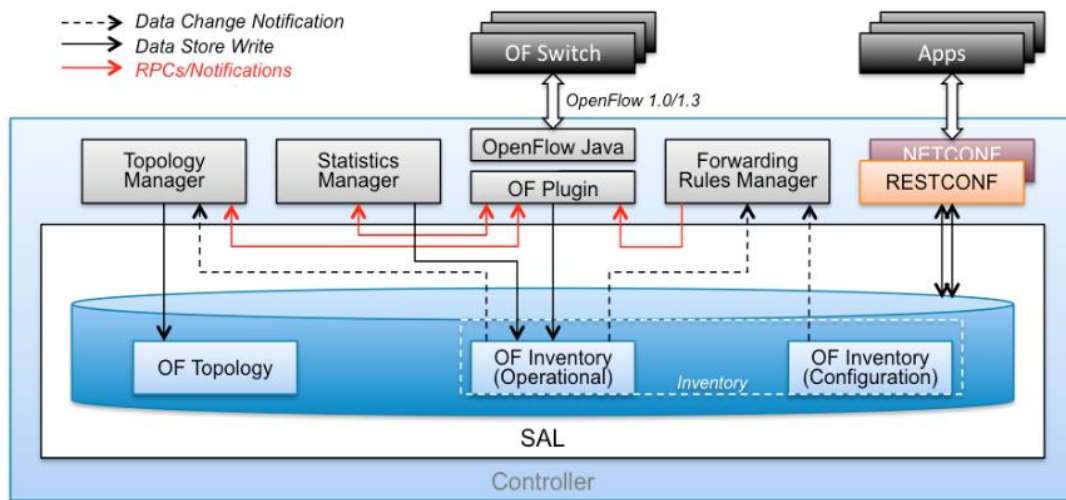 Data Change Notification
Data Store Write
RPCs/Notifications
OF Switch
Apps
OpenFlow 1.0/1.3
Topology
Manager
Statistics
Manager
OpenFlow Java
OF Plugin
Forwarding
Rules Manager
NETCONF
RESTCONF
OF Topology
OF Inventory
(Operational)
Inventory
OF Inventory
(Configuration)
SAL
Controller